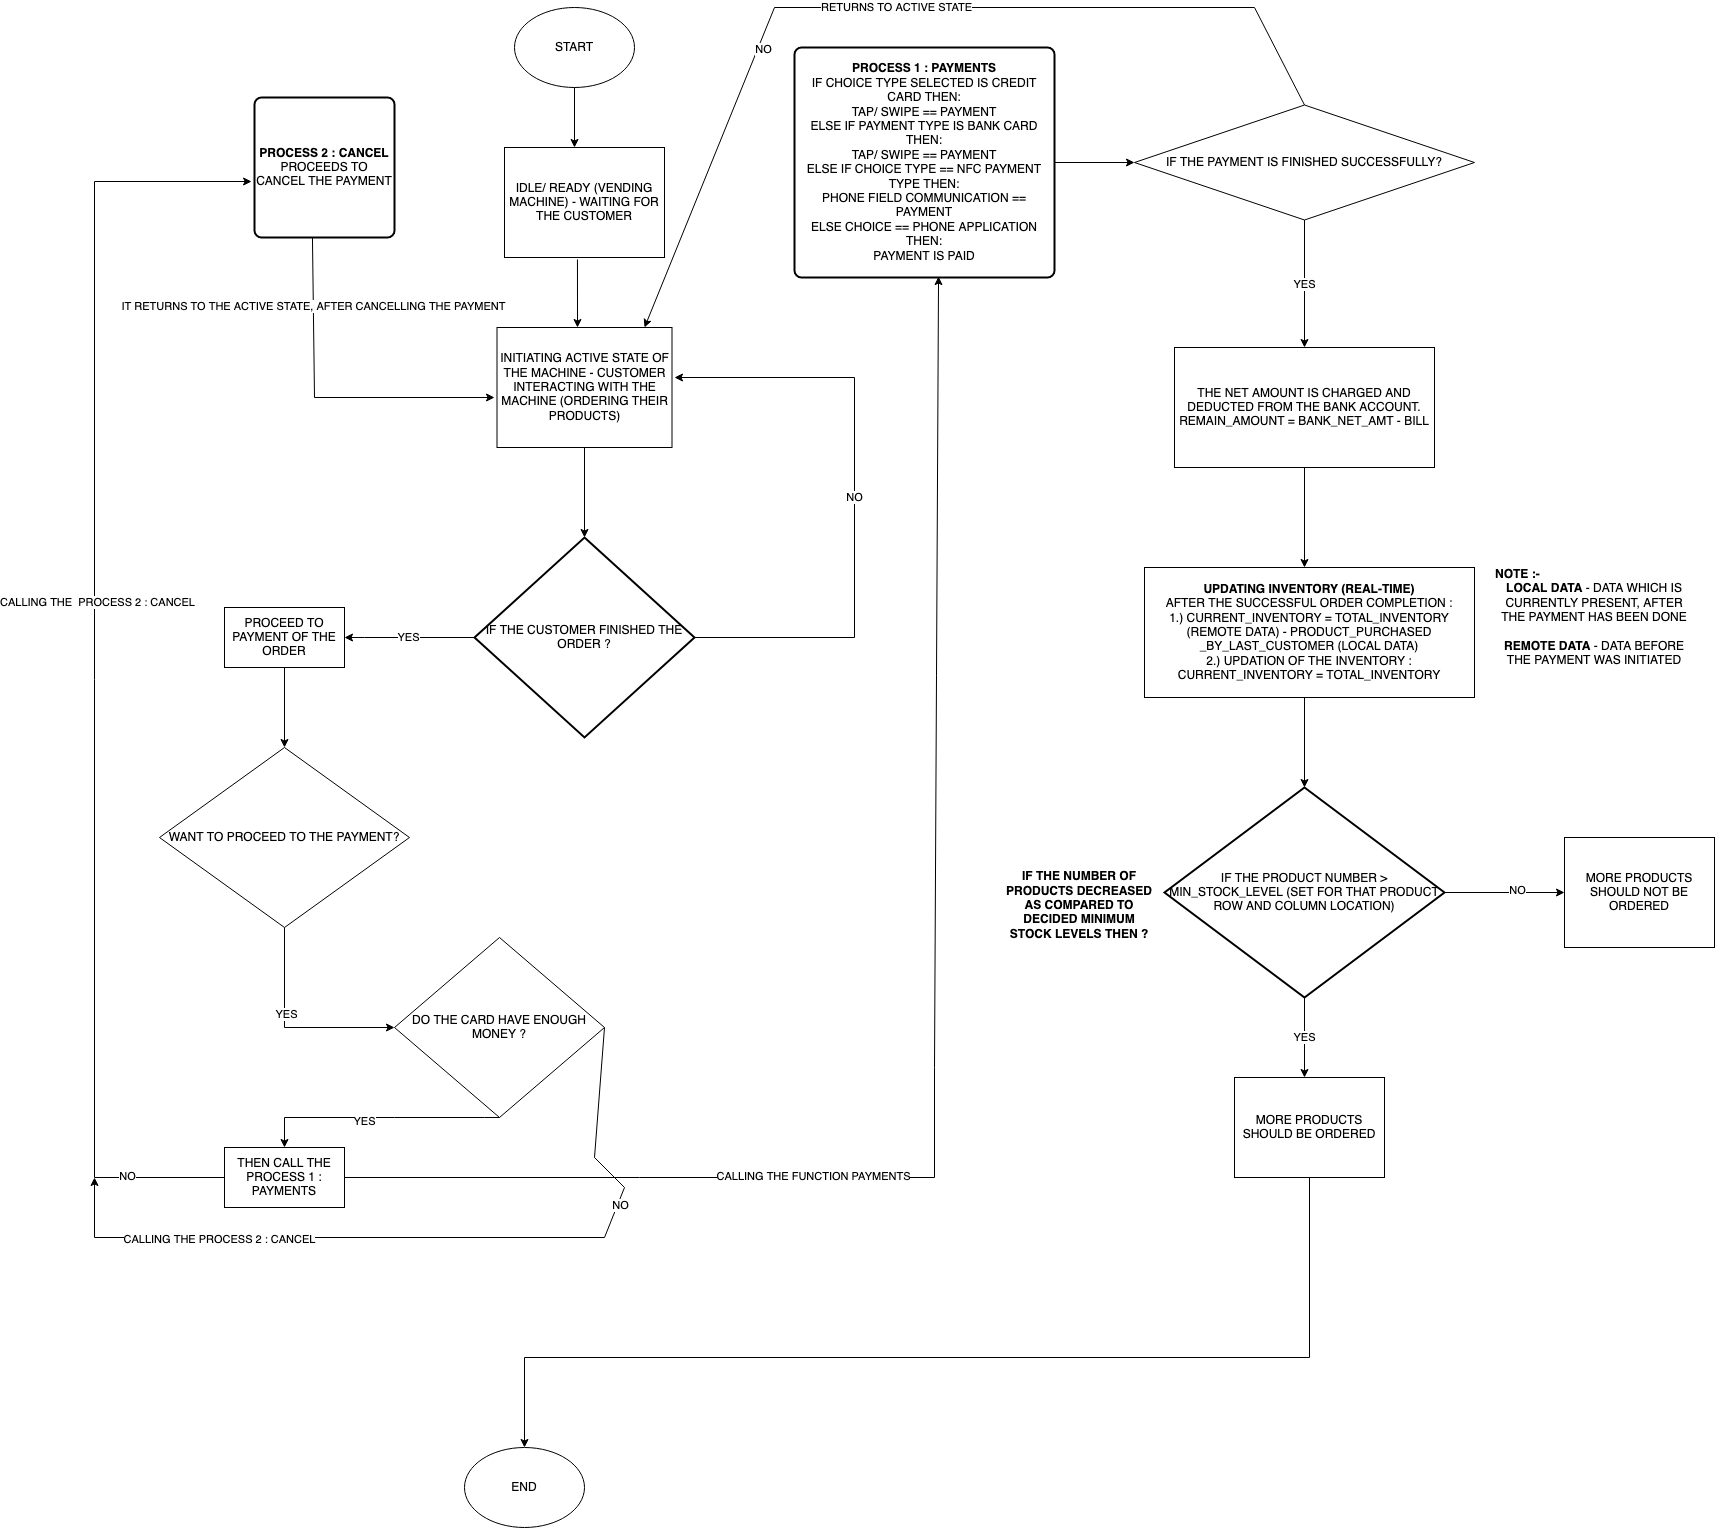 RETURNS TO ACTIVE STATE
START
NO
PROCESS 1 : PAYMENTS
IF CHOICE TYPE SELECTED IS CREDIT
CARD THEN:
TAP/ SWIPE == PAYMENT
ELSE IF PAYMENT TYPE IS BANK CARD
THEN:
TAP/ SWIPE == PAYMENT
ELSE IF CHOICE TYPE == NFC PAYMENT
TYPE THEN:
PHONE FIELD COMMUNICATION ==
PAYMENT
ELSE CHOICE == PHONE APPLICATION
THEN:
PAYMENT IS PAID
IF THE PAYMENT IS FINISHED SUCCESSFULLY?
PROCESS 2 : CANCEL
PROCEEDS TO
CANCEL THE PAYMENT
IDLE/ READY (VENDING
MACHINE) - WAITING FOR
THE CUSTOMER
YES
IT RETURNS TO THE ACTIVE STATE, AFTER CANCELLING THE PAYMENT
INITIATING ACTIVE STATE OF
THE MACHINE - CUSTOMER
INTERACTING WITH THE
MACHINE (ORDERING THEIR
PRODUCTS)
THE NET AMOUNT IS CHARGED AND
DEDUCTED FROM THE BANK ACCOUNT.
REMAIN_AMOUNT = BANK_NET_AMT - BILL
NO
CALLING THE  PROCESS 2 : CANCEL
PROCEED TO
PAYMENT OF THE
ORDER
YES
IF THE CUSTOMER FINISHED THE
ORDER ?
UPDATING INVENTORY (REAL-TIME)
AFTER THE SUCCESSFUL ORDER COMPLETION :
1.) CURRENT_INVENTORY = TOTAL_INVENTORY
(REMOTE DATA) - PRODUCT_PURCHASED
_BY_LAST_CUSTOMER (LOCAL DATA)
2.) UPDATION OF THE INVENTORY :
CURRENT_INVENTORY = TOTAL_INVENTORY
NOTE :-
LOCAL DATA - DATA WHICH IS
CURRENTLY PRESENT, AFTER
THE PAYMENT HAS BEEN DONE
REMOTE DATA - DATA BEFORE
THE PAYMENT WAS INITIATED
WANT TO PROCEED TO THE PAYMENT?
IF THE NUMBER OF
PRODUCTS DECREASED
AS COMPARED TO
DECIDED MINIMUM
STOCK LEVELS THEN ?
IF THE PRODUCT NUMBER >
MIN_STOCK_LEVEL (SET FOR THAT PRODUCT
ROW AND COLUMN LOCATION)
NO
MORE PRODUCTS
SHOULD NOT BE
ORDERED
YES
DO THE CARD HAVE ENOUGH
MONEY ?
YES
YES
MORE PRODUCTS
SHOULD BE ORDERED
NO
THEN CALL THE
PROCESS 1 :
PAYMENTS
CALLING THE FUNCTION PAYMENTS
NO
CALLING THE PROCESS 2 : CANCEL
END